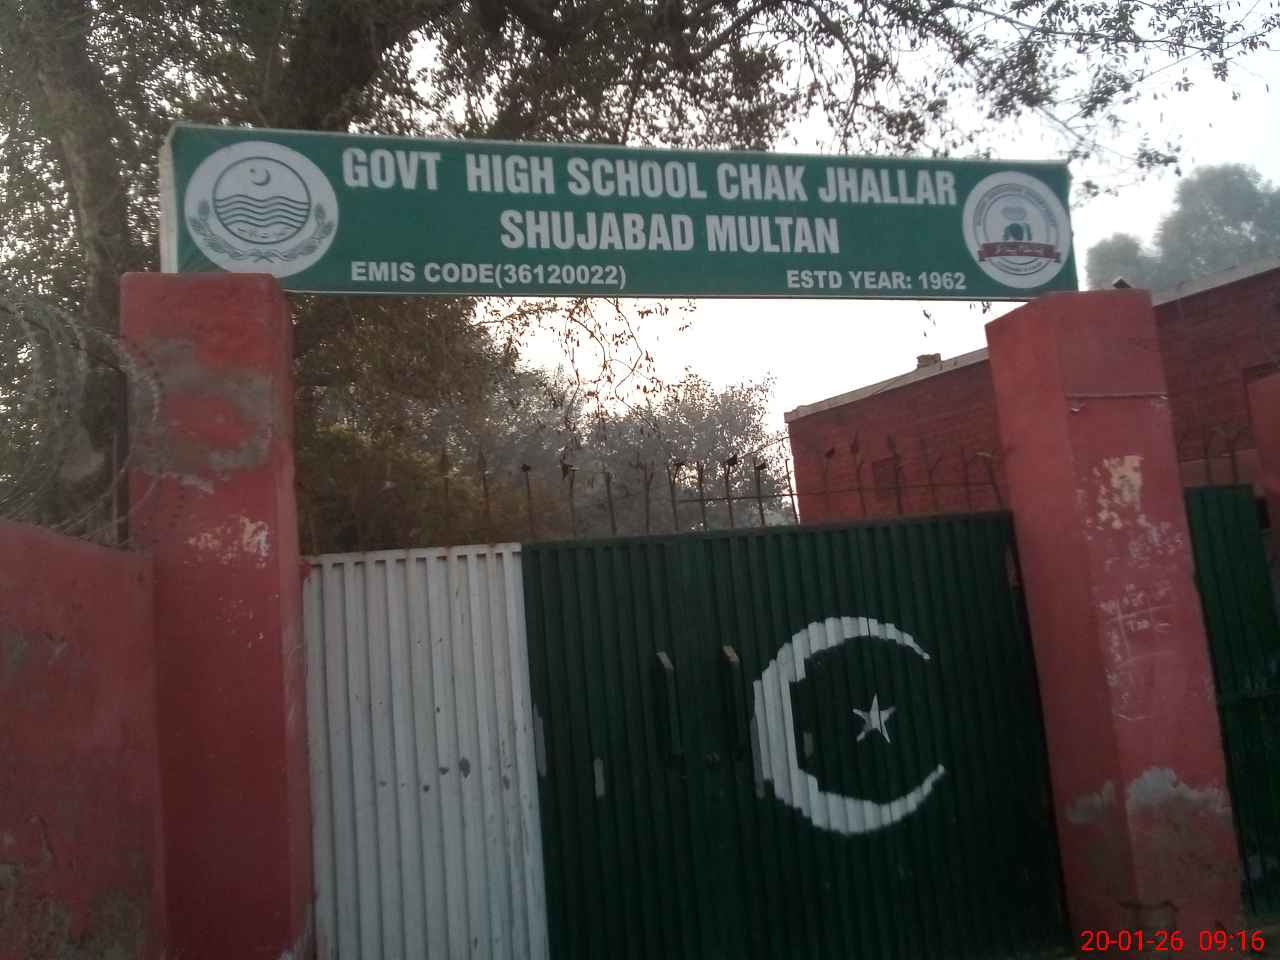 GOVT HIGH SCHOOL CHAK JHALLAR
SHUJABAD MULTAN
EMIS CODE(36120022)
ESTD YEAR: 1962
20-01-26 09:16